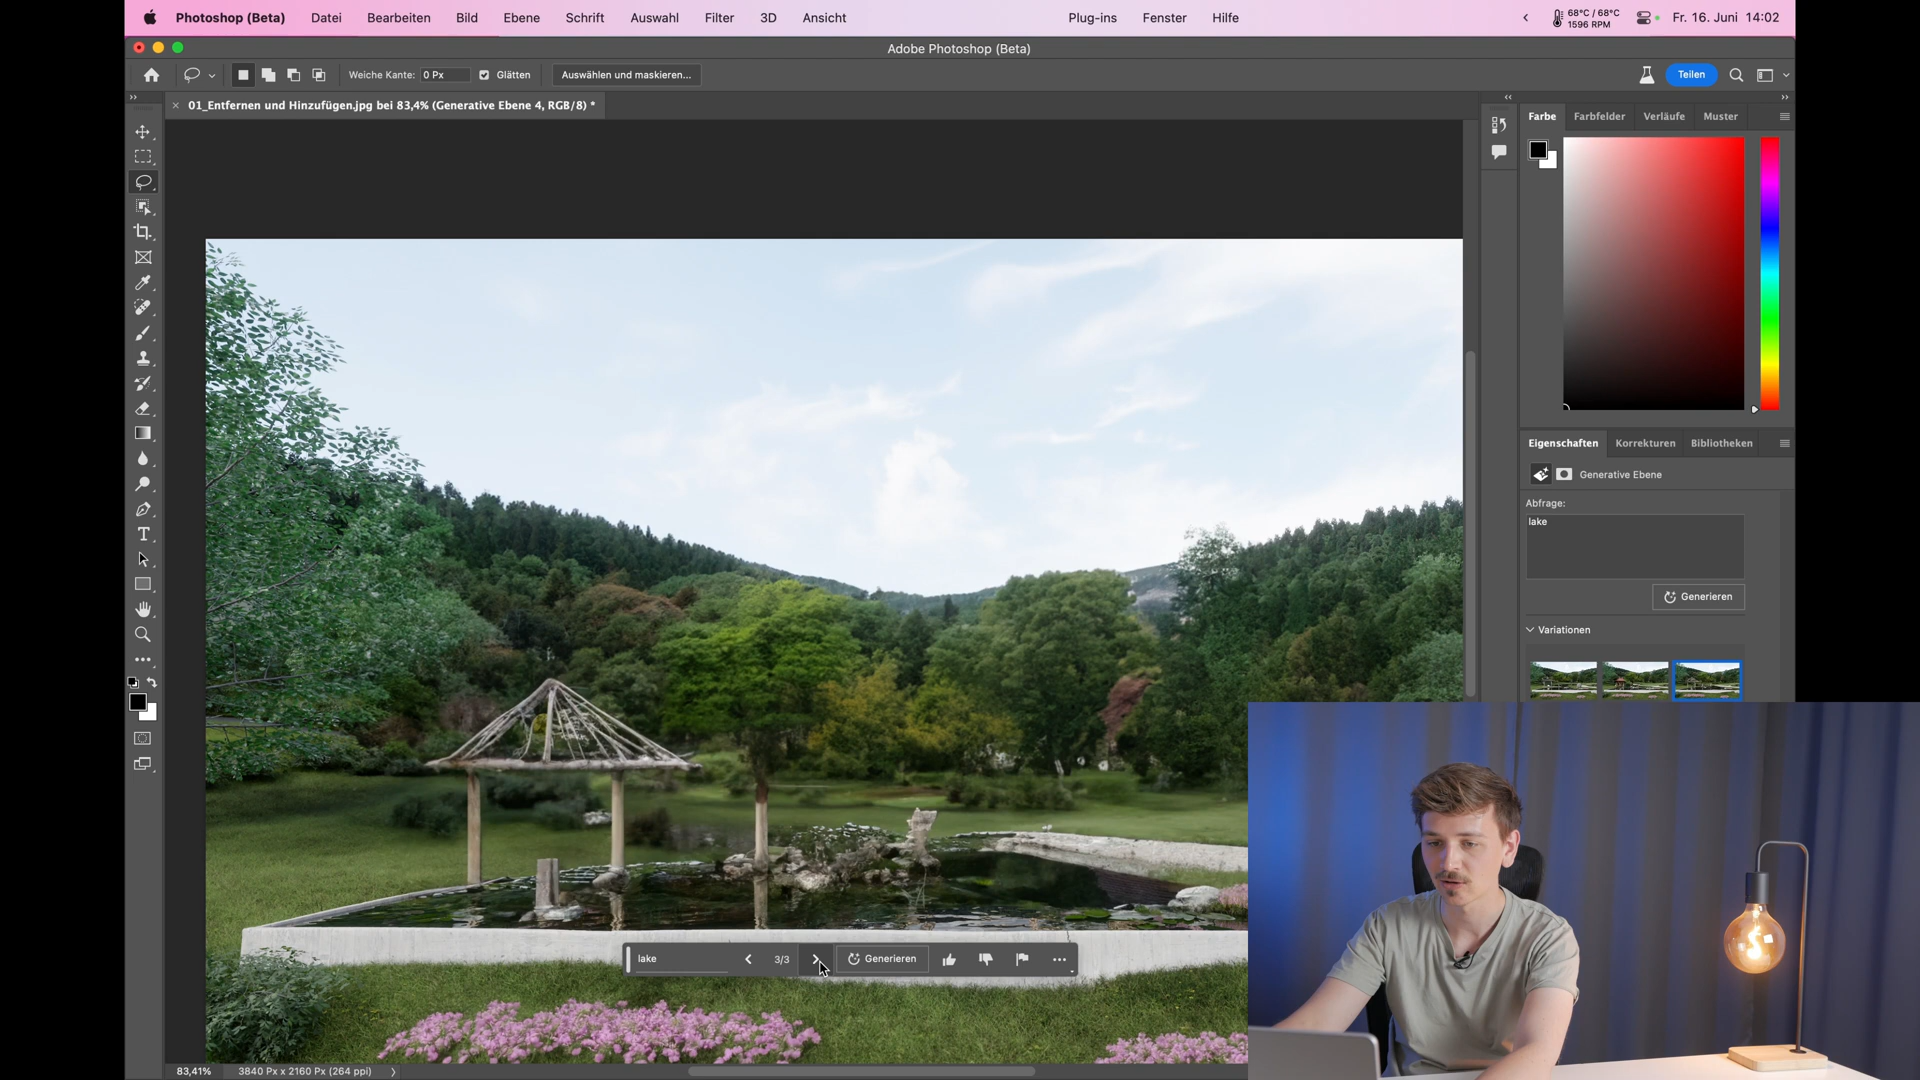 Photoshop (Beta) Datei Bearbeiten Bild Ebene Schrift Auswahl Filter 3D Ansicht Plug-ins Fenster Hilfe
68°C / 68°C
1596 RPM
Fr. 16. Juni 14:02
Adobe Photoshop (Beta)
Weiche Kante: 0 Px Glätten Auswählen und maskieren... Teilen
01_Entfernen und Hinzufügen.jpg bei 83,4% (Generative Ebene 4, RGB/8) *
Farbe Farbfelder Verläufe Muster
Eigenschaften Korrekturen Bibliotheken
Generative Ebene
Abfrage:
lake
Generieren
Variationen
lake 3/3 Generieren
83,41% 3840 Px x 2160 Px (264 ppi)